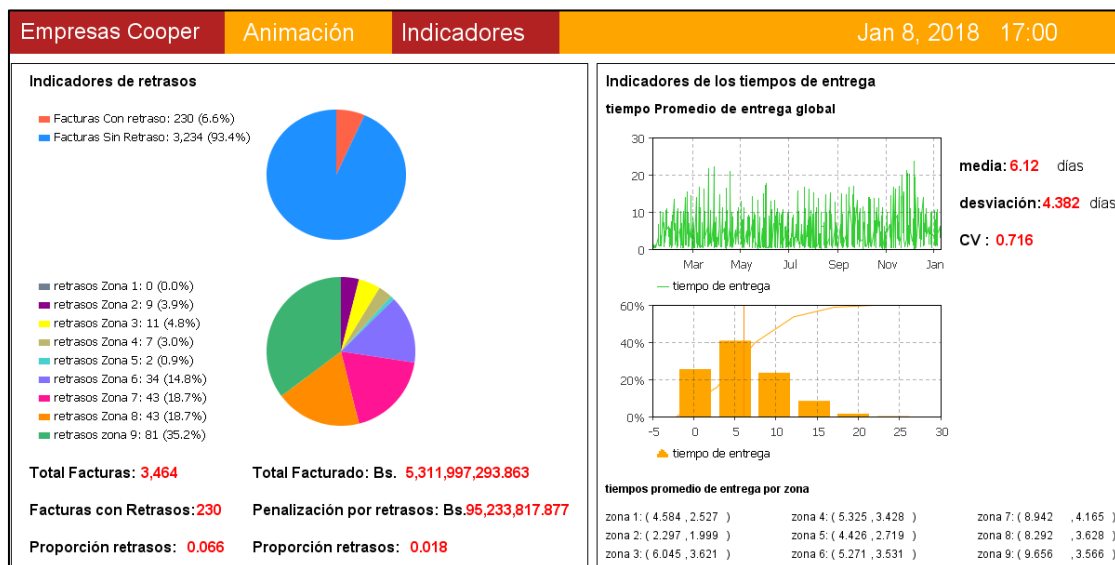 Empresas Cooper Animación Indicadores Jan 8, 2018 17:00
Indicadores de retrasos
Facturas Con retraso: 230 (6.6%)
Facturas Sin Retraso: 3,234 (93.4%)
retrasos Zona 1: 0 (0.0%)
retrasos Zona 2: 9 (3.9%)
retrasos Zona 3: 11 (4.8%)
retrasos Zona 4: 7 (3.0%)
retrasos Zona 5: 2 (0.9%)
retrasos Zona 6: 34 (14.8%)
retrasos Zona 7: 43 (18.7%)
retrasos Zona 8: 43 (18.7%)
retrasos zona 9: 81 (35.2%)
Total Facturas: 3,464 Total Facturado: Bs. 5,311,997,293.863
Facturas con Retrasos: 230 Penalización por retrasos: Bs. 95,233,817.877
Proporción retrasos: 0.066 Proporción retrasos: 0.018
Indicadores de los tiempos de entrega
tiempo Promedio de entrega global
30
20
10
0
Mar May Jul Sep Nov Jan
tiempo de entrega
media: 6.12 días
desviación: 4.382 días
CV : 0.716
60%
40%
20%
0%
-5 0 5 10 15 20 25 30
tiempo de entrega
tiempos promedio de entrega por zona
zona 1: ( 4.584 , 2.527 ) zona 4: ( 5.325 , 3.428 ) zona 7: ( 8.942 , 4.165 )
zona 2: ( 2.297 , 1.999 ) zona 5: ( 4.426 , 2.719 ) zona 8: ( 8.292 , 3.628 )
zona 3: ( 6.045 , 3.621 ) zona 6: ( 5.271 , 3.531 ) zona 9: ( 9.656 , 3.566 )